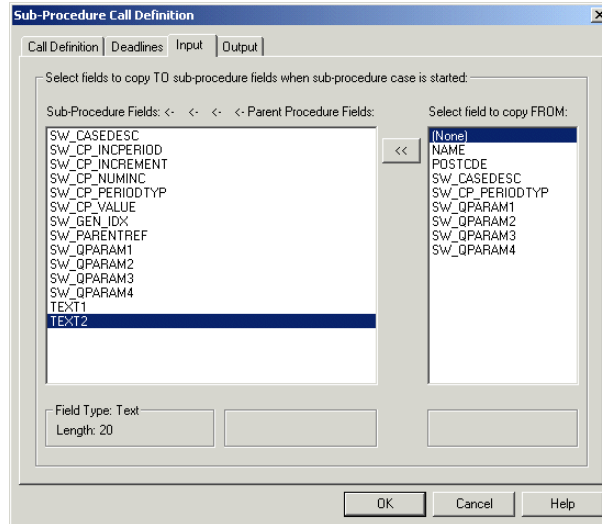 Sub-Procedure Call Definition
Call Definition Deadlines Input Output
Select fields to copy TO sub-procedure fields when sub-procedure case is started:
Sub-Procedure Fields: <- <- <- <- Parent Procedure Fields:
Select field to copy FROM:
SW_CASEDESC
SW_CP_INCPERIOD
SW_CP_INCREMENT
SW_CP_NUMINC
SW_CP_PERIODTYP
SW_CP_VALUE
SW_GEN_IDX
SW_PARENTREF
SW_QPARAM1
SW_QPARAM2
SW_QPARAM3
SW_QPARAM4
TEXT1
TEXT2
<<
(None)
NAME
POSTCDE
SW_CASEDESC
SW_CP_PERIODTYP
SW_QPARAM1
SW_QPARAM2
SW_QPARAM3
SW_QPARAM4
Field Type: Text
Length: 20
OK Cancel Help